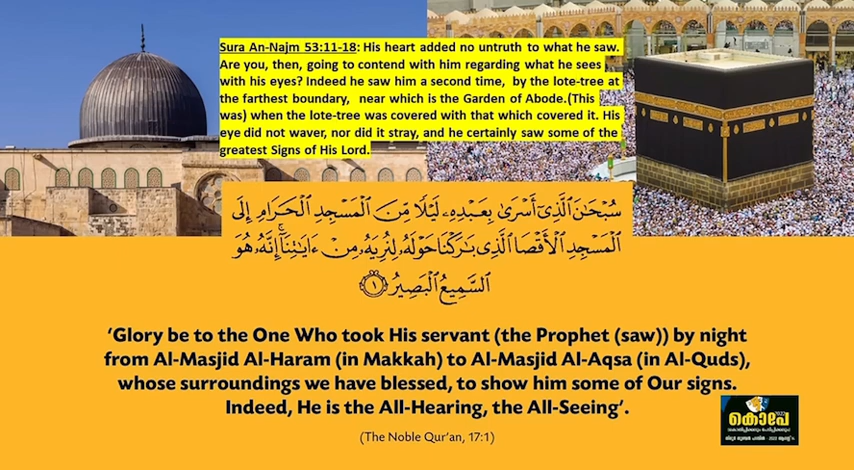 Sura An-Najm 53:11-18: His heart added no untruth to what he saw.
Are you, then, going to contend with him regarding what he sees
with his eyes? Indeed he saw him a second time, by the lote-tree at
the farthest boundary, near which is the Garden of Abode.(This
was) when the lote-tree was covered with that which covered it. His
eye did not waver, nor did it stray, and he certainly saw some of the
greatest Signs of His Lord.
سُبْحَٰنَ ٱلَّذِىٓ أَسْرَىٰ بِعَبْدِهِۦ لَيْلًا مِّنَ ٱلْمَسْجِدِ ٱلْحَرَامِ إِلَى
ٱلْمَسْجِدِ ٱلْأَقْصَا ٱلَّذِى بَٰرَكْنَا حَوْلَهُۥ لِنُرِيَهُۥ مِنْ ءَايَٰتِنَآ ۚ إِنَّهُۥ هُوَ
ٱلسَّمِيعُ ٱلْبَصِيرُ ١
‘Glory be to the One Who took His servant (the Prophet (saw)) by night
from Al-Masjid Al-Haram (in Makkah) to Al-Masjid Al-Aqsa (in Al-Quds),
whose surroundings we have blessed, to show him some of Our signs.
Indeed, He is the All-Hearing, the All-Seeing’.
(The Noble Qur’an, 17:1)
2022
കൊപേ